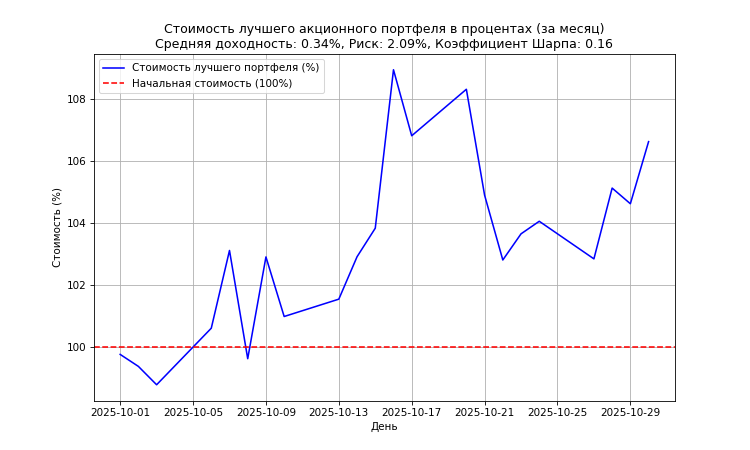 Стоимость лучшего акционного портфеля в процентах (за месяц)
Средняя доходность: 0.34%, Риск: 2.09%, Коэффициент Шарпа: 0.16
Стоимость лучшего портфеля (%)
Начальная стоимость (100%)
Стоимость (%)
108
106
104
102
100
2025-10-01 2025-10-05 2025-10-09 2025-10-13 2025-10-17 2025-10-21 2025-10-25 2025-10-29
День